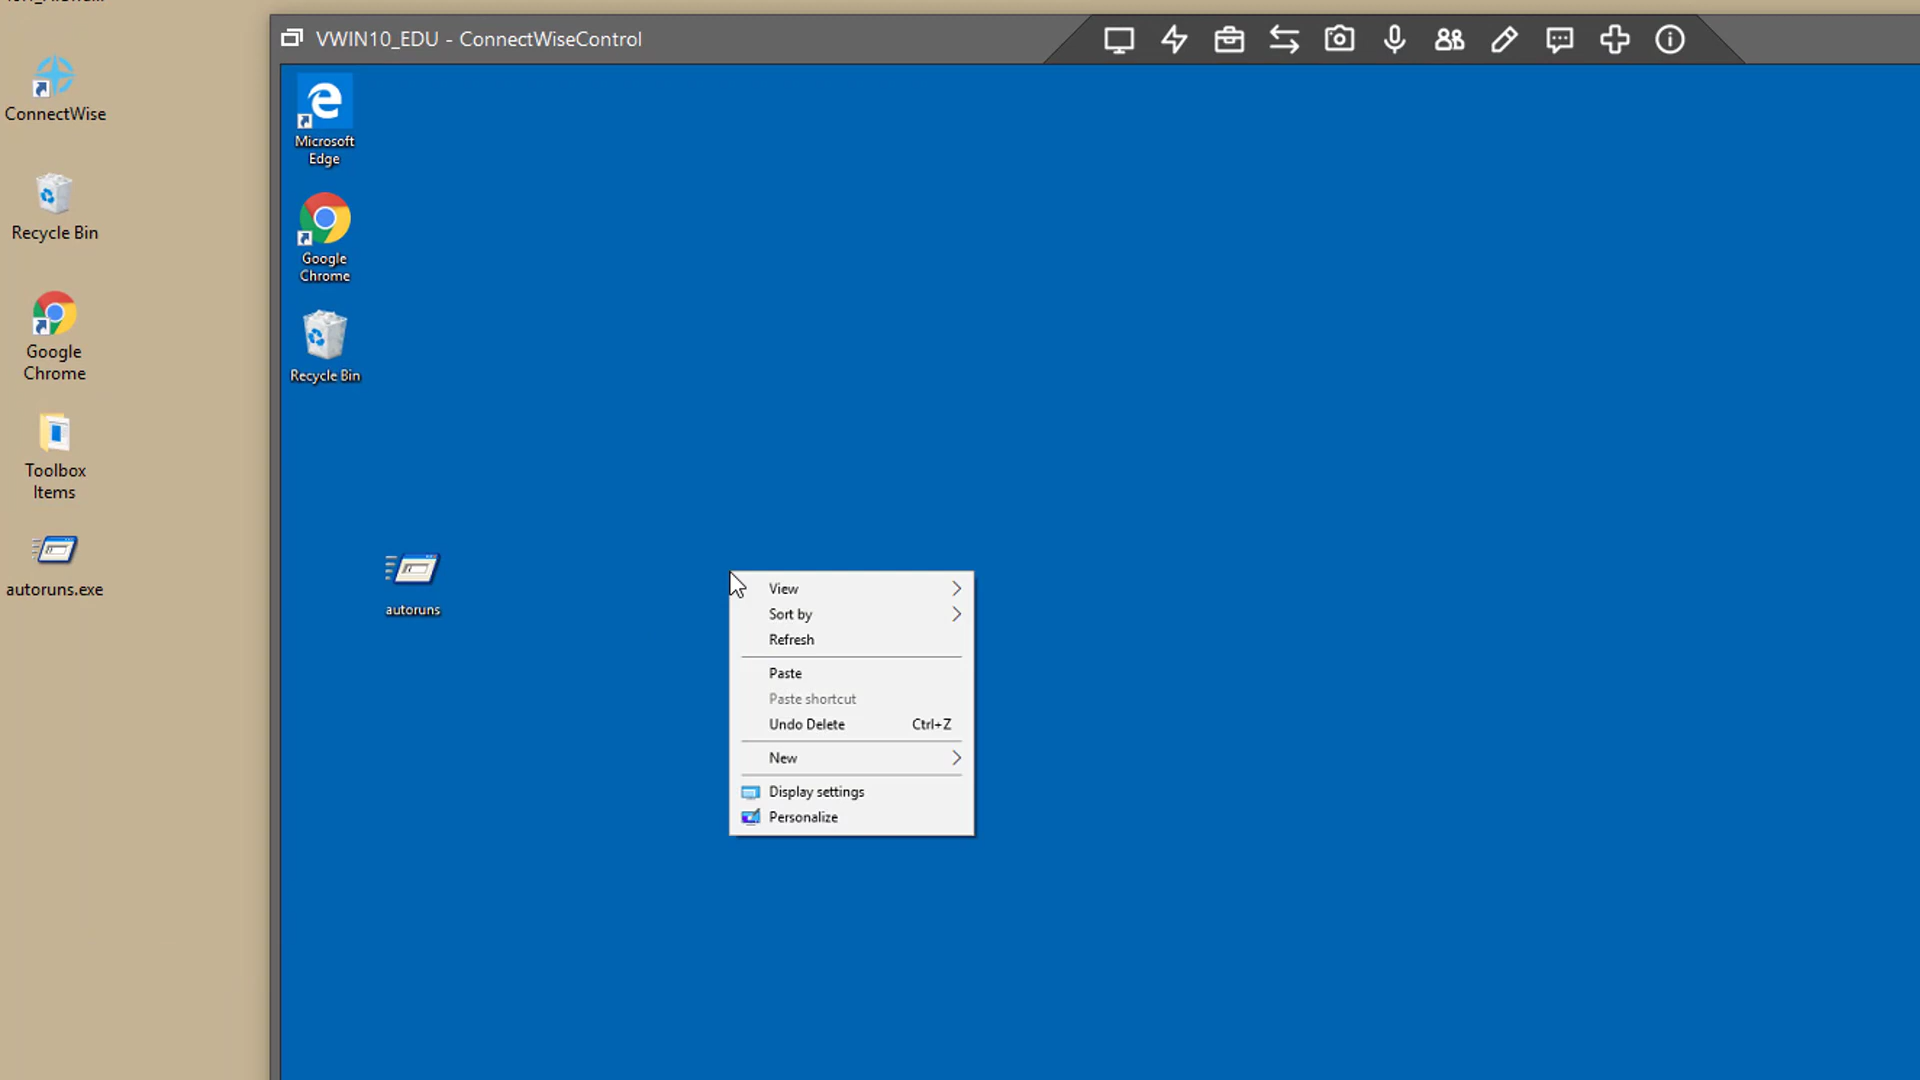 ConnectWise
Recycle Bin
Google
Chrome
Toolbox
Items
autoruns.exe
VWIN10_EDU - ConnectWiseControl
Microsoft
Edge
Google
Chrome
Recycle Bin
autoruns
View
Sort by
Refresh
Paste
Paste shortcut
Undo Delete Ctrl+Z
New
Display settings
Personalize